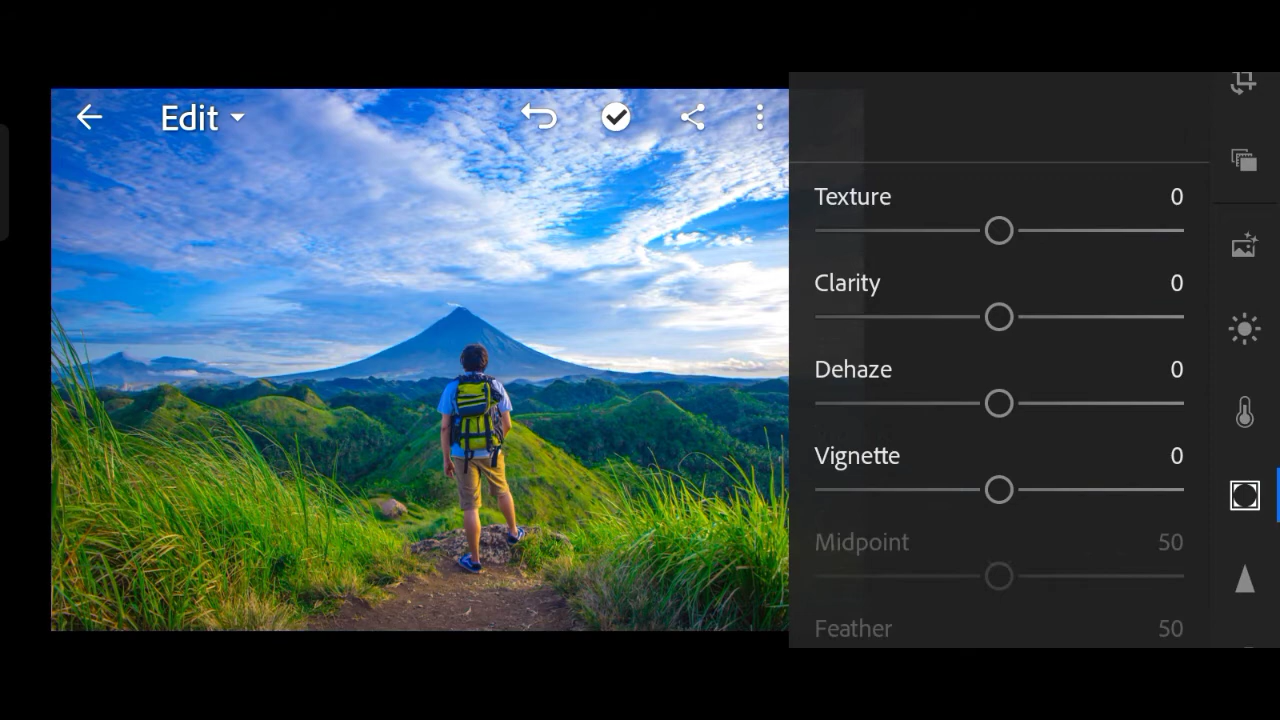 Edit
Texture 0
Clarity 0
Dehaze 0
Vignette 0
Midpoint 50
Feather 50